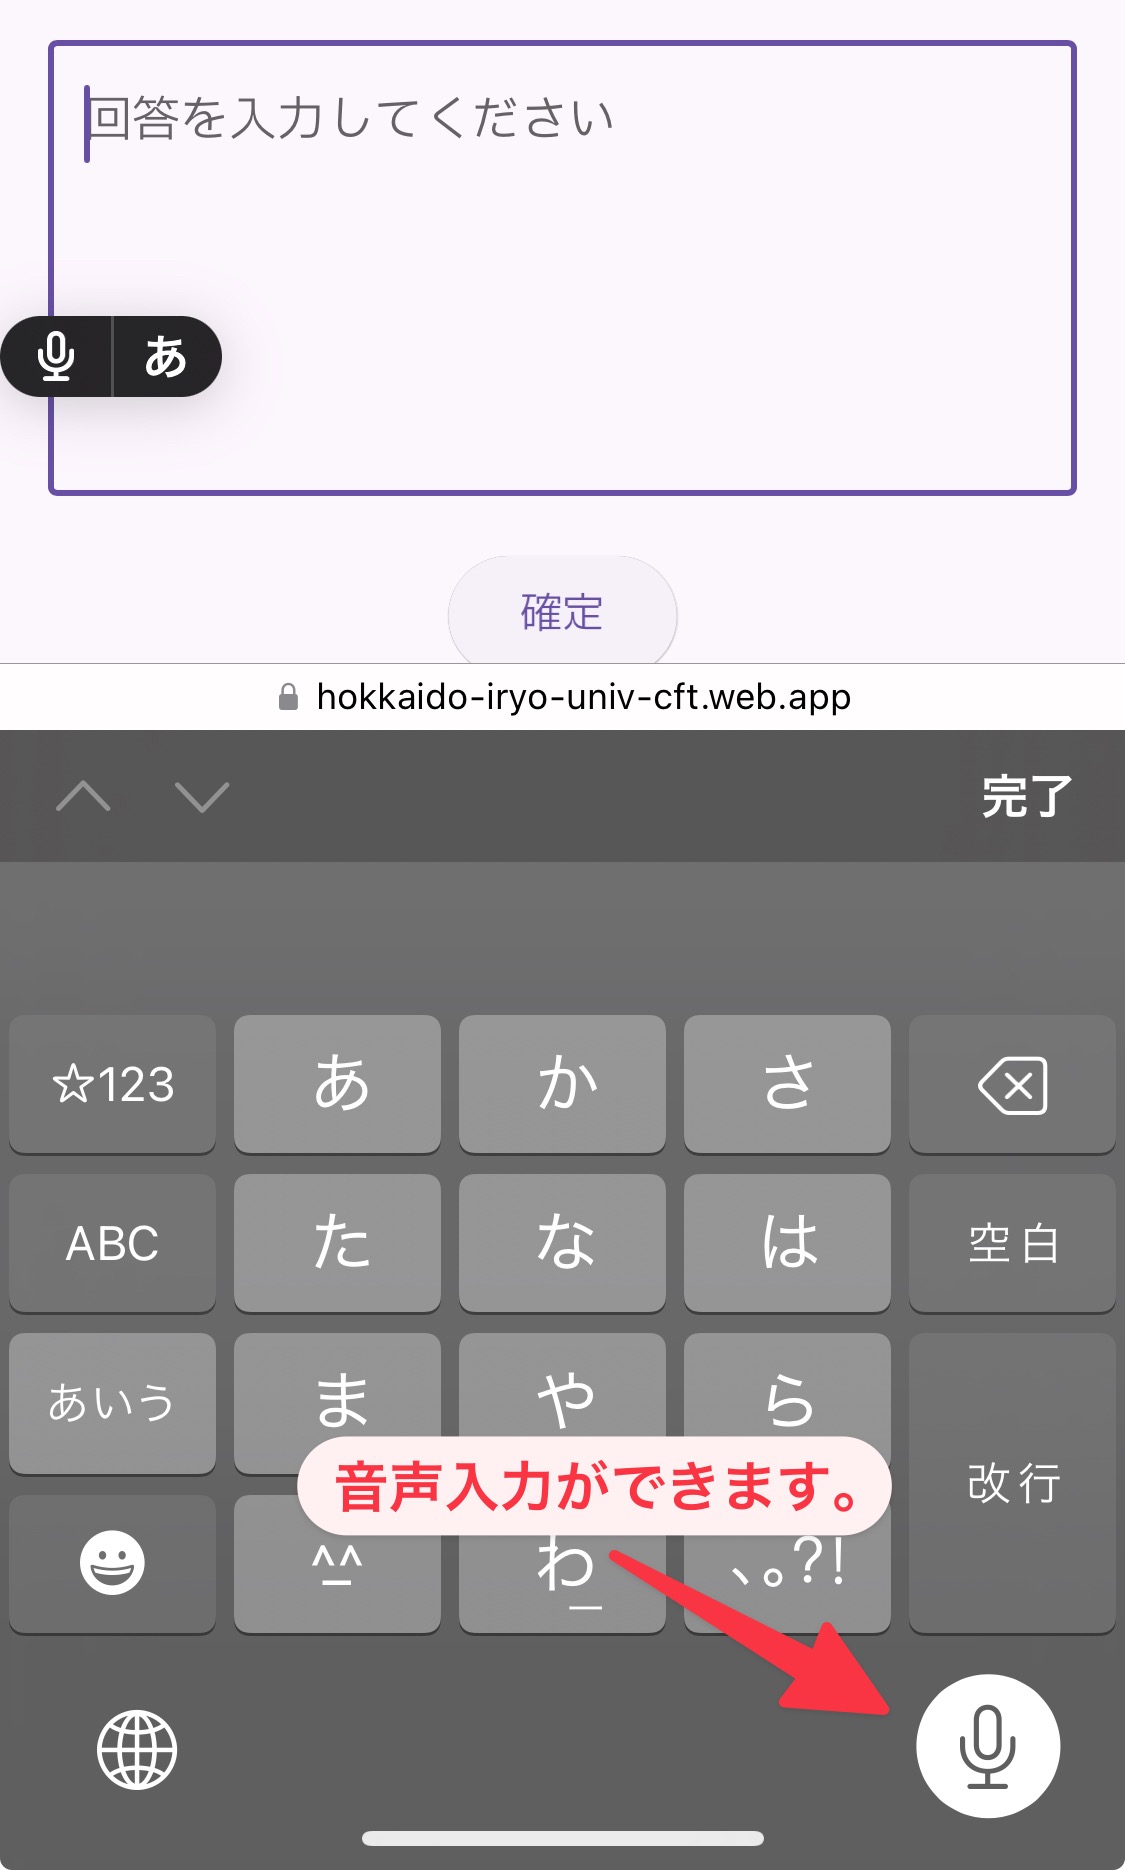 回答を入力してください
あ
確定
hokkaido-iryo-univ-cft.web.app
完了
☆123 あ か さ
ABC た な は 空白
あいう ま や ら 改行
音声入力ができます。
^^ わ 、。?!